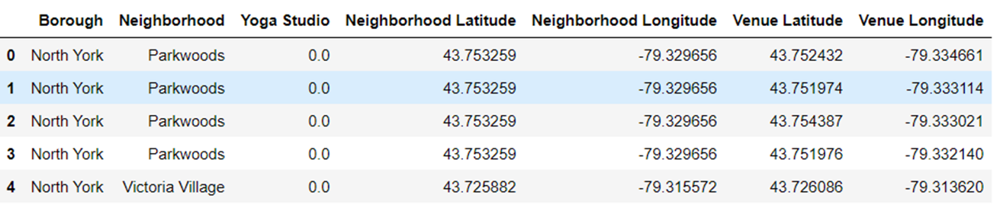 Borough Neighborhood Yoga Studio Neighborhood Latitude Neighborhood Longitude Venue Latitude Venue Longitude
0 North York Parkwoods 0.0 43.753259 -79.329656 43.752432 -79.334661
1 North York Parkwoods 0.0 43.753259 -79.329656 43.751974 -79.333114
2 North York Parkwoods 0.0 43.753259 -79.329656 43.754387 -79.333021
3 North York Parkwoods 0.0 43.753259 -79.329656 43.751976 -79.332140
4 North York Victoria Village 0.0 43.725882 -79.315572 43.726086 -79.313620